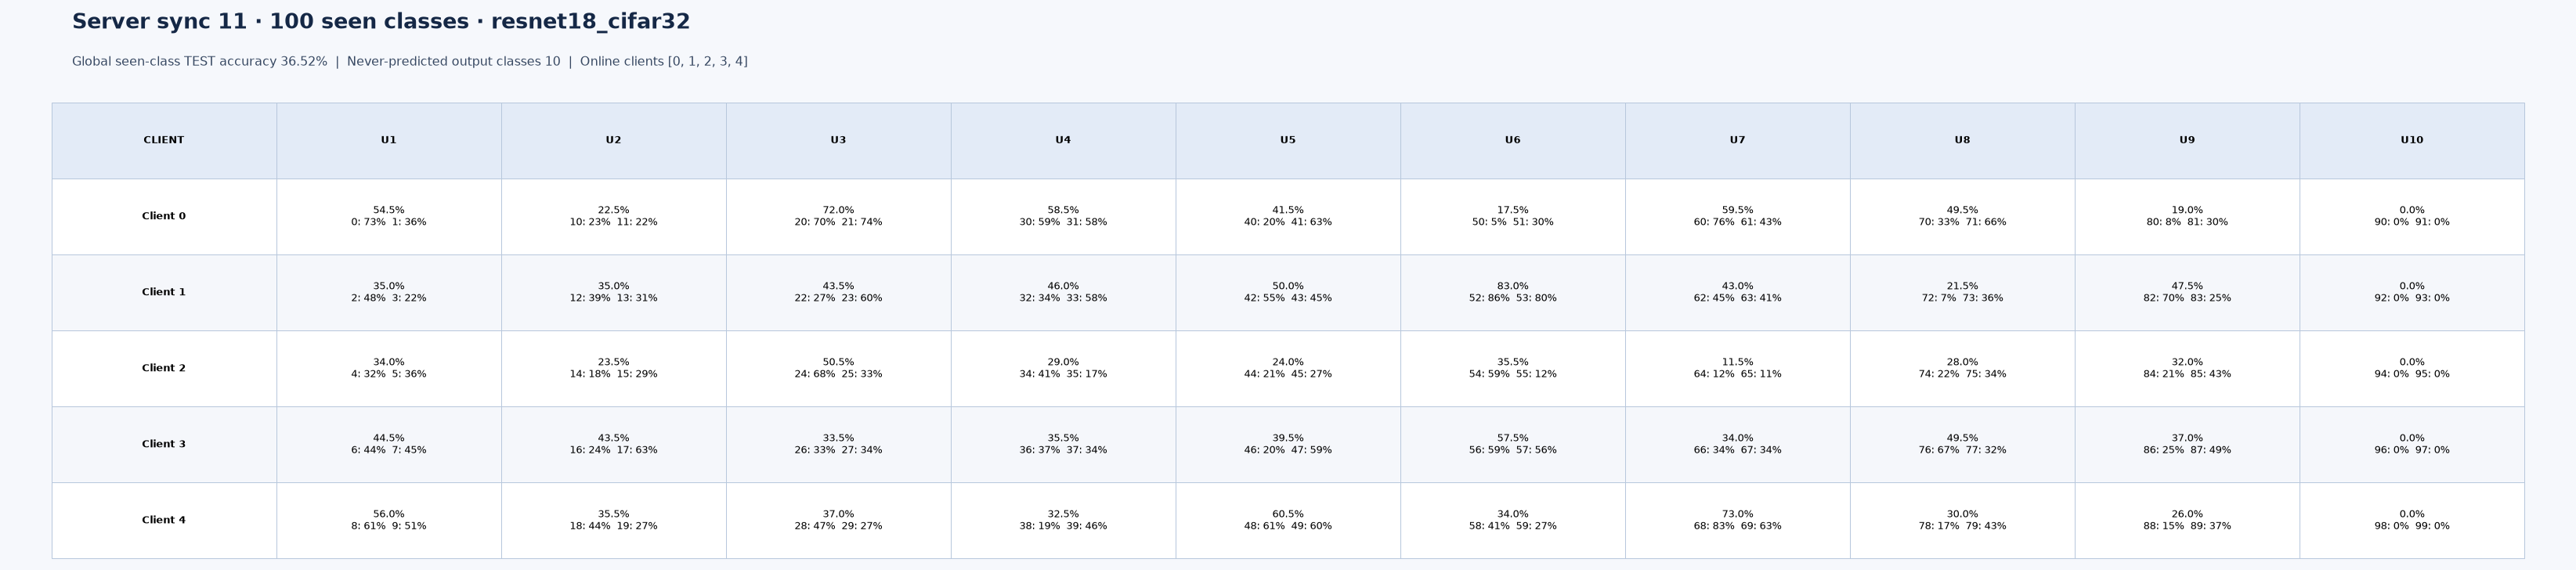 Server sync 11 · 100 seen classes · resnet18_cifar32
Global seen-class TEST accuracy 36.52% | Never-predicted output classes 10 | Online clients [0, 1, 2, 3, 4]
CLIENT U1 U2 U3 U4 U5 U6 U7 U8 U9 U10
Client 0
54.5% 22.5% 72.0% 58.5% 41.5% 17.5% 59.5% 49.5% 19.0% 0.0%
0: 73% 1: 36% 10: 23% 11: 22% 20: 70% 21: 74% 30: 59% 31: 58% 40: 20% 41: 63% 50: 5% 51: 30% 60: 76% 61: 43% 70: 33% 71: 66% 80: 8% 81: 30% 90: 0% 91: 0%
Client 1
35.0% 35.0% 43.5% 46.0% 50.0% 83.0% 43.0% 21.5% 47.5% 0.0%
2: 48% 3: 22% 12: 39% 13: 31% 22: 27% 23: 60% 32: 34% 33: 58% 42: 55% 43: 45% 52: 86% 53: 80% 62: 45% 63: 41% 72: 7% 73: 36% 82: 70% 83: 25% 92: 0% 93: 0%
Client 2
34.0% 23.5% 50.5% 29.0% 24.0% 35.5% 11.5% 28.0% 32.0% 0.0%
4: 32% 5: 36% 14: 18% 15: 29% 24: 68% 25: 33% 34: 41% 35: 17% 44: 21% 45: 27% 54: 59% 55: 12% 64: 12% 65: 11% 74: 22% 75: 34% 84: 21% 85: 43% 94: 0% 95: 0%
Client 3
44.5% 43.5% 33.5% 35.5% 39.5% 57.5% 34.0% 49.5% 37.0% 0.0%
6: 44% 7: 45% 16: 24% 17: 63% 26: 33% 27: 34% 36: 37% 37: 34% 46: 20% 47: 59% 56: 59% 57: 56% 66: 34% 67: 34% 76: 67% 77: 32% 86: 25% 87: 49% 96: 0% 97: 0%
Client 4
56.0% 35.5% 37.0% 32.5% 60.5% 34.0% 73.0% 30.0% 26.0% 0.0%
8: 61% 9: 51% 18: 44% 19: 27% 28: 47% 29: 27% 38: 19% 39: 46% 48: 61% 49: 60% 58: 41% 59: 27% 68: 83% 69: 63% 78: 17% 79: 43% 88: 15% 89: 37% 98: 0% 99: 0%